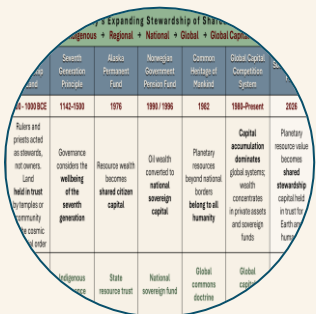 's Expanding Stewardship of Shared
Indigenous → Regional → National → Global → Global Capital
Seventh Generation Principle
Alaska Permanent Fund
Norwegian Government Pension Fund
Common Heritage of Mankind
Global Capital Competition System
- 1000 BCE
1142-1500
1976
1990 / 1996
1982
1980-Present
2026
Rulers and
priests acted
as stewards,
not owners.
Land
held in trust
by temples or
community
cosmic
order
Governance
considers the
wellbeing
of the
seventh
generation
Resource wealth
becomes
shared citizen
capital
Oil wealth
converted to
national
sovereign
capital
Planetary
resources
beyond national
borders
belong to all
humanity
Capital
accumulation
dominates
global systems;
wealth
concentrates
in private assets
and sovereign
funds
Planetary
resource value
becomes
shared
stewardship
capital held
in trust for
Earth and
Indigenous
State
resource trust
National
sovereign fund
Global
commons
doctrine
Global